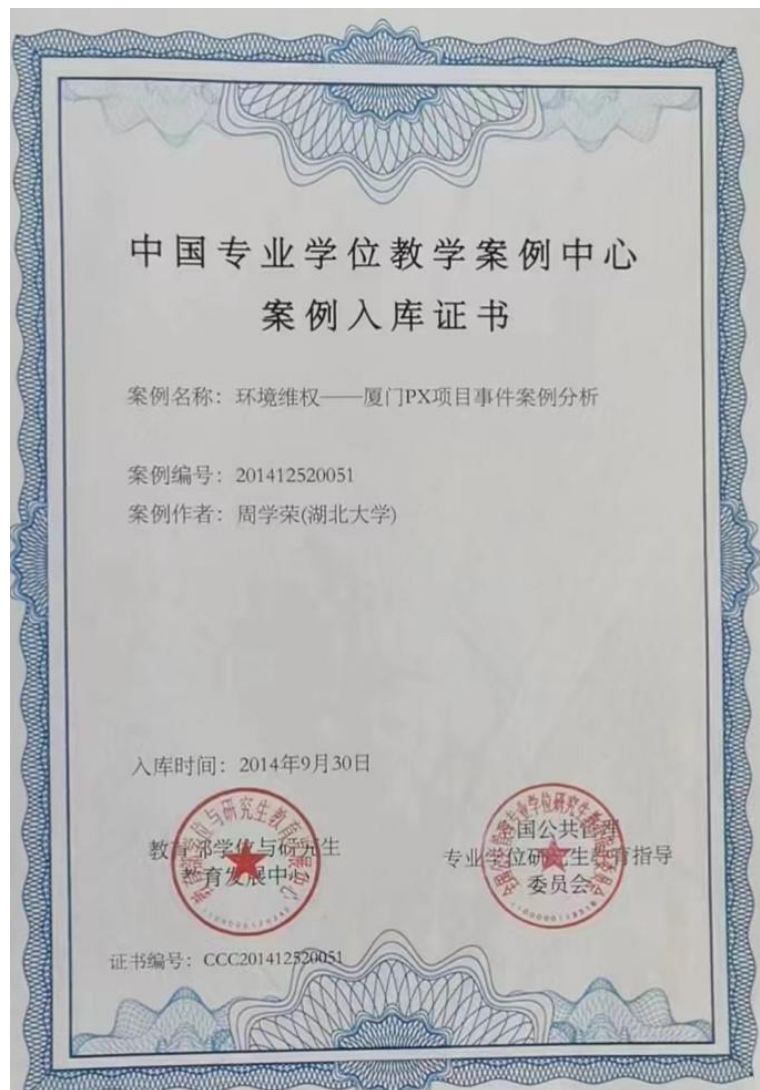 中国专业学位教学案例中心
案例入库证书
案例名称：环境维权——厦门PX项目事件案例分析
案例编号：201412520051
案例作者：周学荣(湖北大学)
入库时间：2014年9月30日
教育部学位与研究生
教育发展中心
全国公共管理
专业学位研究生教育指导
委员会
证书编号：CCC201412520051